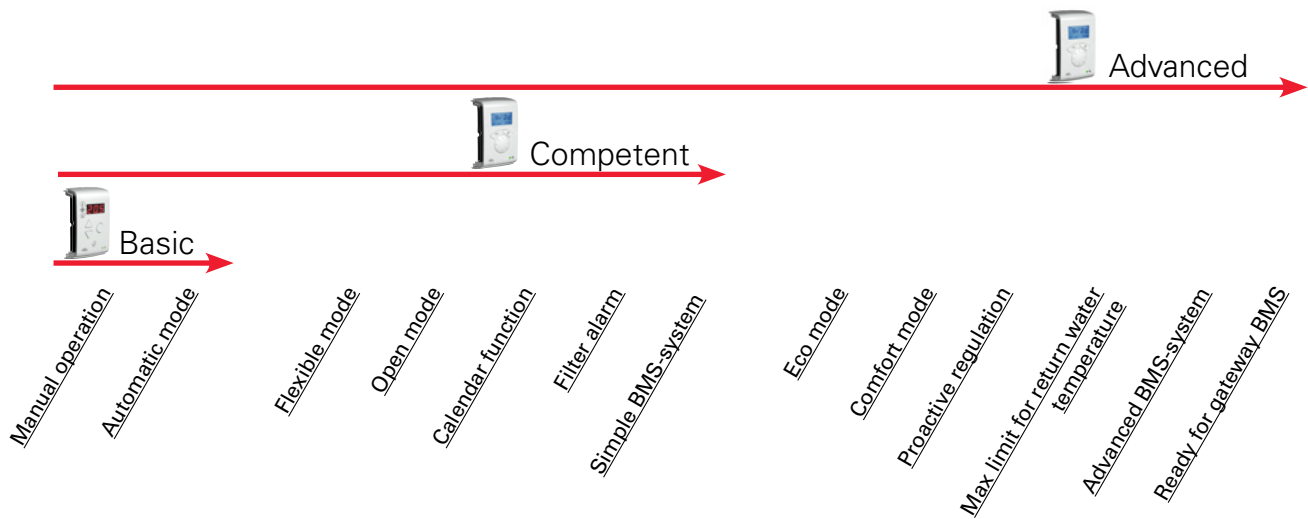 Advanced
Competent
Basic
Manual operation
Automatic mode
Flexible mode
Open mode
Calendar function
Filter alarm
Simple BMS-system
Eco mode
Comfort mode
Proactive regulation
Max limit for return water
temperature
Advanced BMS-system
Ready for gateway BMS